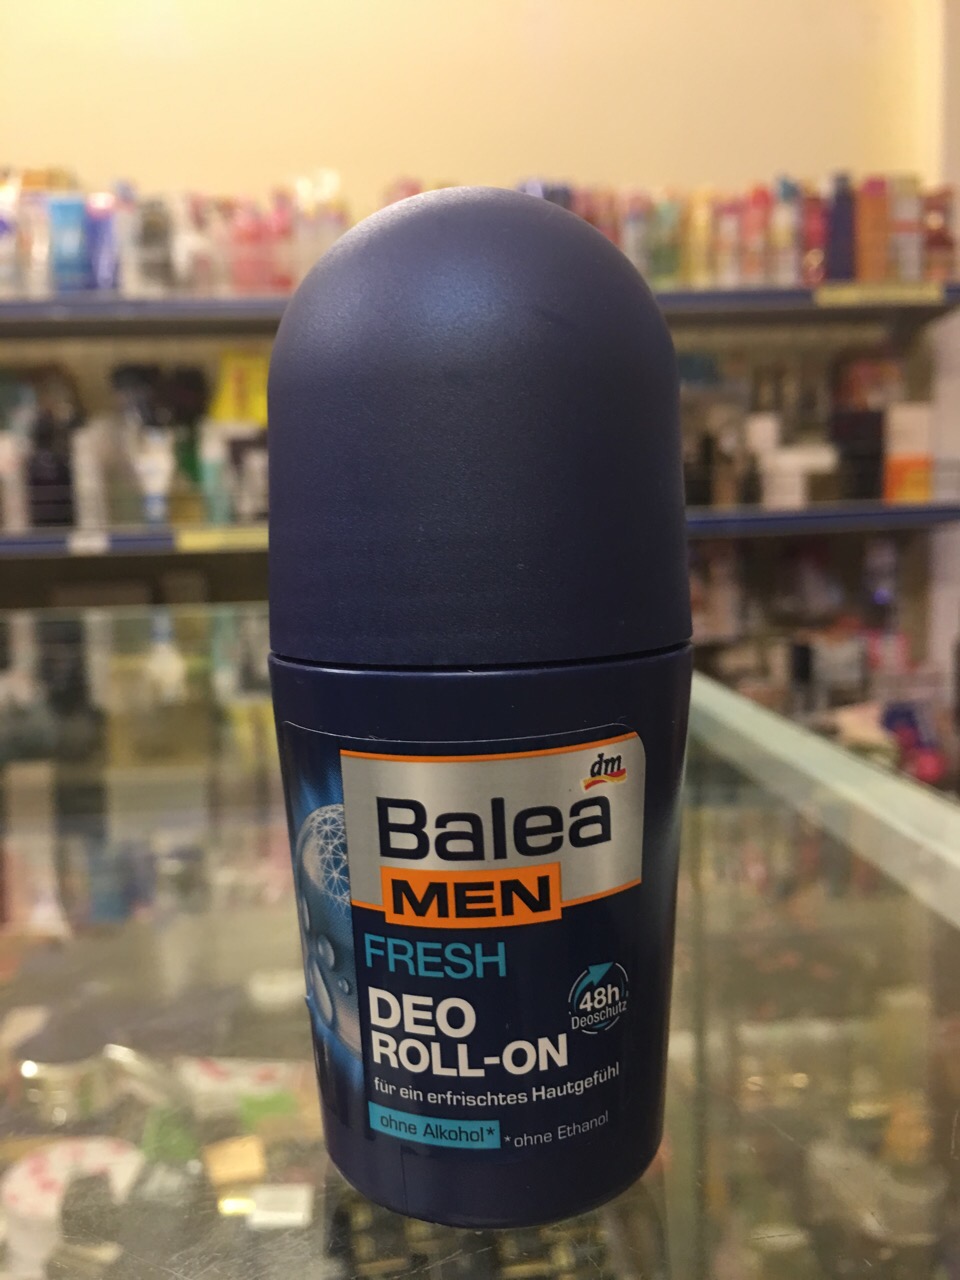 dm
Balea
MEN
FRESH
DEO
ROLL-ON
48h
Deoschutz
für ein erfrischtes Hautgefühl
ohne Alkohol*
*ohne Ethanol